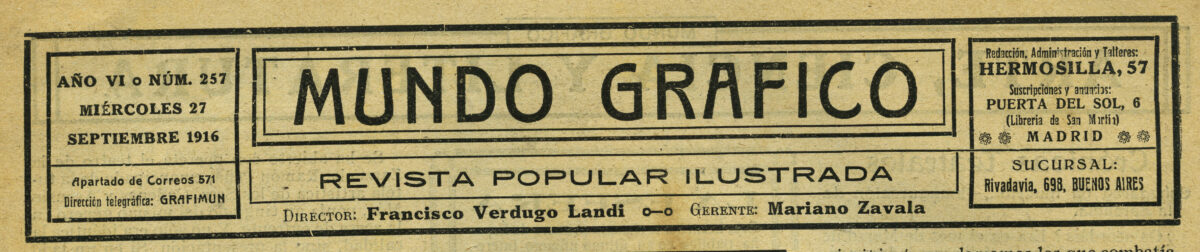 AÑO VI o NÚM. 257
MIÉRCOLES 27
SEPTIEMBRE 1916
Apartado de Correos 571
Dirección telegráfica: GRAFIMUN
MUNDO GRAFICO
REVISTA POPULAR ILUSTRADA
DIRECTOR: Francisco Verdugo Landi o–o GERENTE: Mariano Zavala
Redacción, Administración y Talleres:
HERMOSILLA, 57
Suscripciones y anuncios:
PUERTA DEL SOL, 6
(Librería de San Martín)
MADRID
SUCURSAL:
Rivadavia, 698, BUENOS AIRES